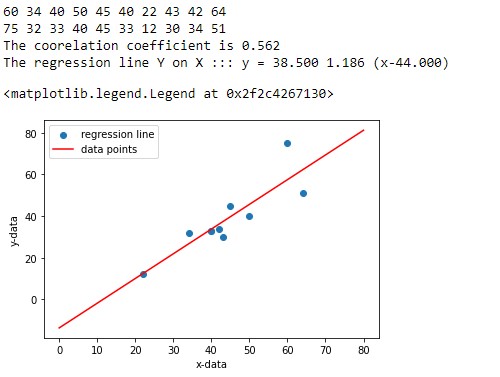 60 34 40 50 45 40 22 43 42 64
75 32 33 40 45 33 12 30 34 51
The coorelation coefficient is 0.562
The regression line Y on X ::: y = 38.500 1.186 (x-44.000)
<matplotlib.legend.Legend at 0x2f2c4267130>
regression line
data points
80
60
40
20
0
y-data
0 10 20 30 40 50 60 70 80
x-data